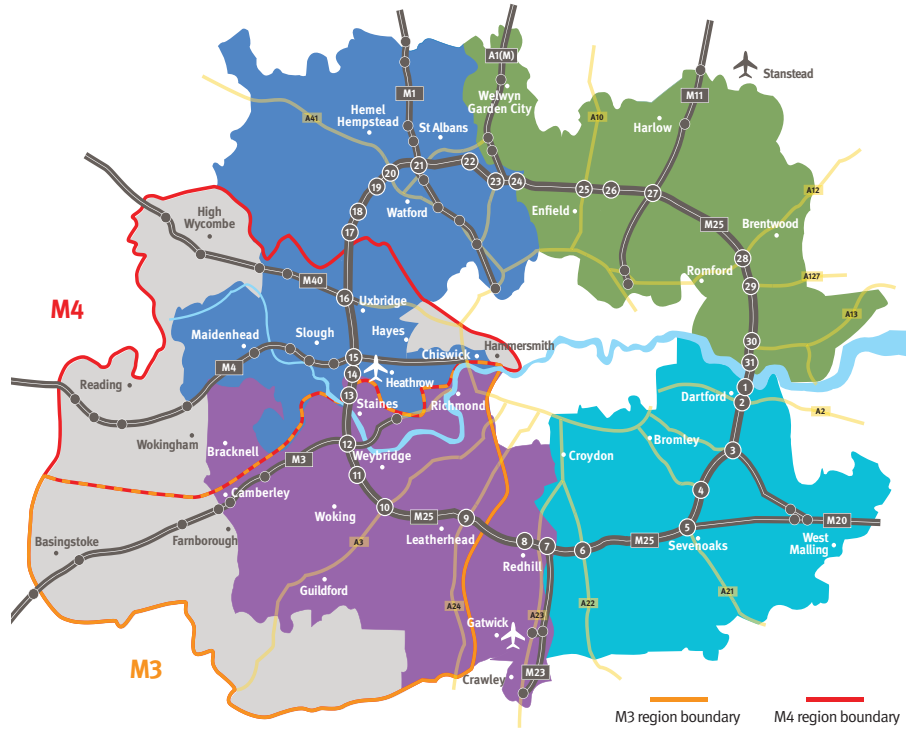 A1(M)
Stanstead
M1
M11
Welwyn
Garden City
Hemel
Hempstead
A41
St Albans
A10
Harlow
22
21
20
23
24
19
25
26
27
A12
18
Watford
Enfield
High
Wycombe
17
M25
Brentwood
28
M40
16
Uxbridge
Romford
A127
29
M4
Maidenhead
Slough
Hayes
A13
Chiswick
Hammersmith
30
15
31
M4
14
Heathrow
Reading
13
Staines
Richmond
Dartford
1
2
A2
Wokingham
Bracknell
12
Bromley
M3
Weybridge
Croydon
3
11
Camberley
4
Woking
10
M25
9
Basingstoke
Farnborough
Leatherhead
5
M20
A3
8
7
6
M25
Sevenoaks
West
Malling
Redhill
Guildford
A24
A23
A22
A21
Gatwick
M3
Crawley
M23
M3 region boundary
M4 region boundary